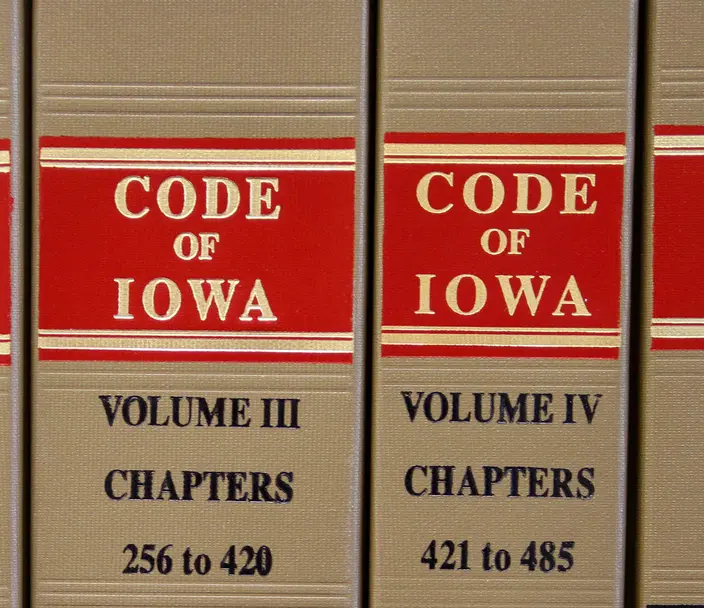 CODE
OF
IOWA
VOLUME III
CHAPTERS
256 to 420
CODE
OF
IOWA
VOLUME IV
CHAPTERS
421 to 485